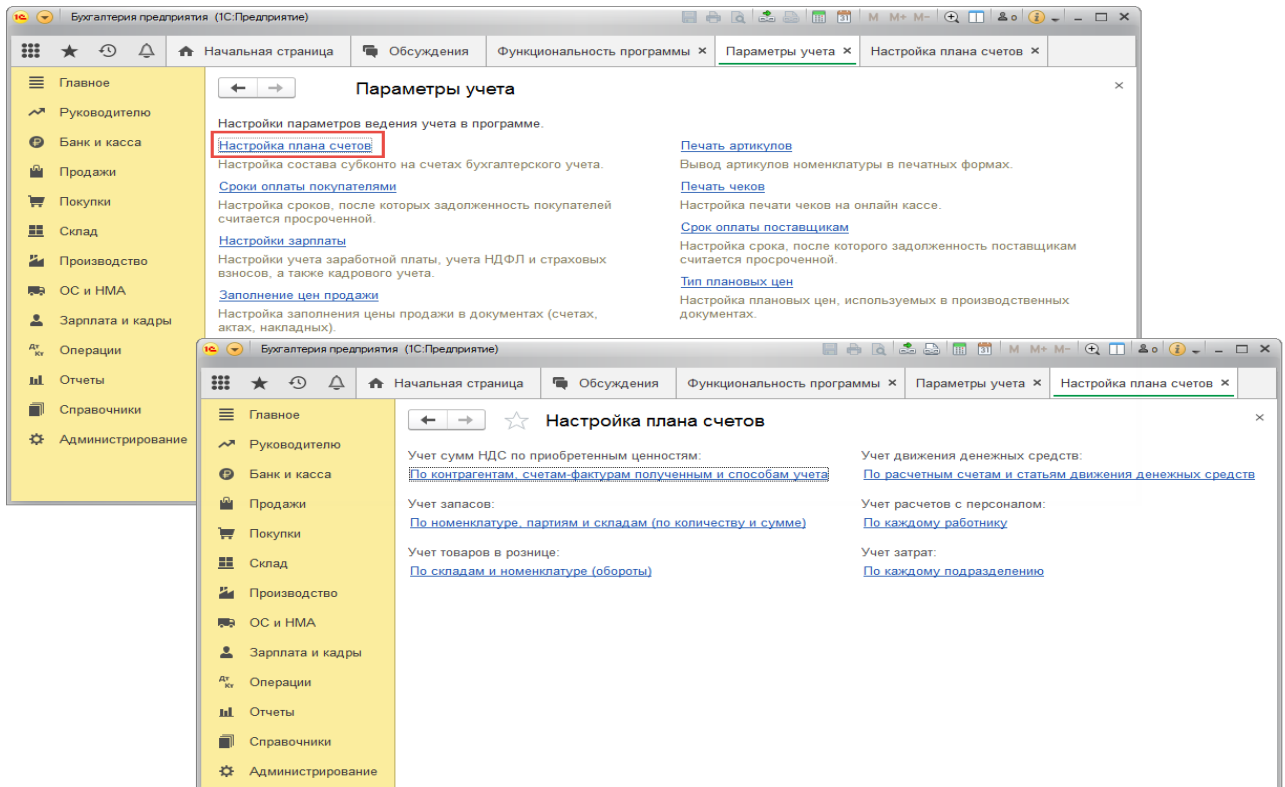 Бухгалтерия предприятия (1С:Предприятие)
M M+ M-
Начальная страница
Обсуждения
Функциональность программы ×
Параметры учета ×
Настройка плана счетов ×
Главное
Руководителю
Банк и касса
Продажи
Покупки
Склад
Производство
ОС и НМА
Зарплата и кадры
Операции
Отчеты
Справочники
Администрирование
Параметры учета
Настройки параметров ведения учета в программе.
Настройка плана счетов
Настройка состава субконто на счетах бухгалтерского учета.
Сроки оплаты покупателями
Настройка сроков, после которых задолженность покупателей
считается просроченной.
Настройки зарплаты
Настройки учета заработной платы, учета НДФЛ и страховых
взносов, а также кадрового учета.
Заполнение цен продажи
Настройка заполнения цены продажи в документах (счетах,
актах, накладных).
Печать артикулов
Вывод артикулов номенклатуры в печатных формах.
Печать чеков
Настройка печати чеков на онлайн кассе.
Срок оплаты поставщикам
Настройка срока, после которого задолженность поставщикам
считается просроченной.
Тип плановых цен
Настройка плановых цен, используемых в производственных
документах.
Бухгалтерия предприятия (1С:Предприятие)
M M+ M-
Начальная страница
Обсуждения
Функциональность программы ×
Параметры учета ×
Настройка плана счетов ×
Главное
Руководителю
Банк и касса
Продажи
Покупки
Склад
Производство
ОС и НМА
Зарплата и кадры
Операции
Отчеты
Справочники
Администрирование
Настройка плана счетов
Учет сумм НДС по приобретенным ценностям:
По контрагентам, счетам-фактурам полученным и способам учета
Учет запасов:
По номенклатуре, партиям и складам (по количеству и сумме)
Учет товаров в рознице:
По складам и номенклатуре (обороты)
Учет движения денежных средств:
По расчетным счетам и статьям движения денежных средств
Учет расчетов с персоналом:
По каждому работнику
Учет затрат:
По каждому подразделению